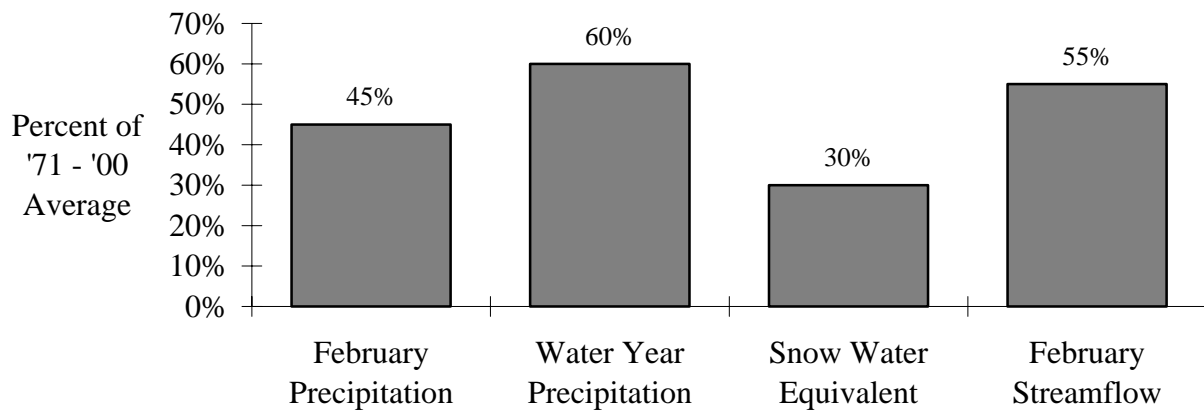 70%
60%
50%
40%
30%
20%
10%
0%
Percent of
'71 - '00
Average
45%
60%
30%
55%
February
Precipitation
Water Year
Precipitation
Snow Water
Equivalent
February
Streamflow